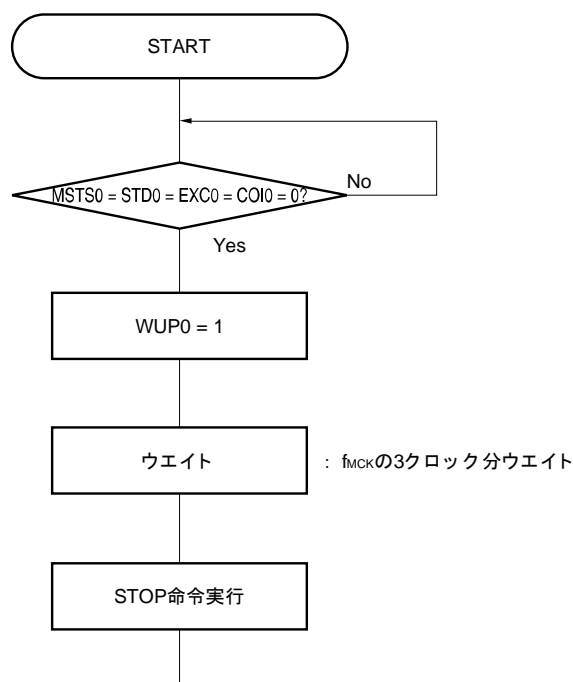 START
MSTS0 = STD0 = EXC0 = COI0 = 0?
No
Yes
WUP0 = 1
ウエイト : fMCKの3クロック分ウエイト
STOP命令実行